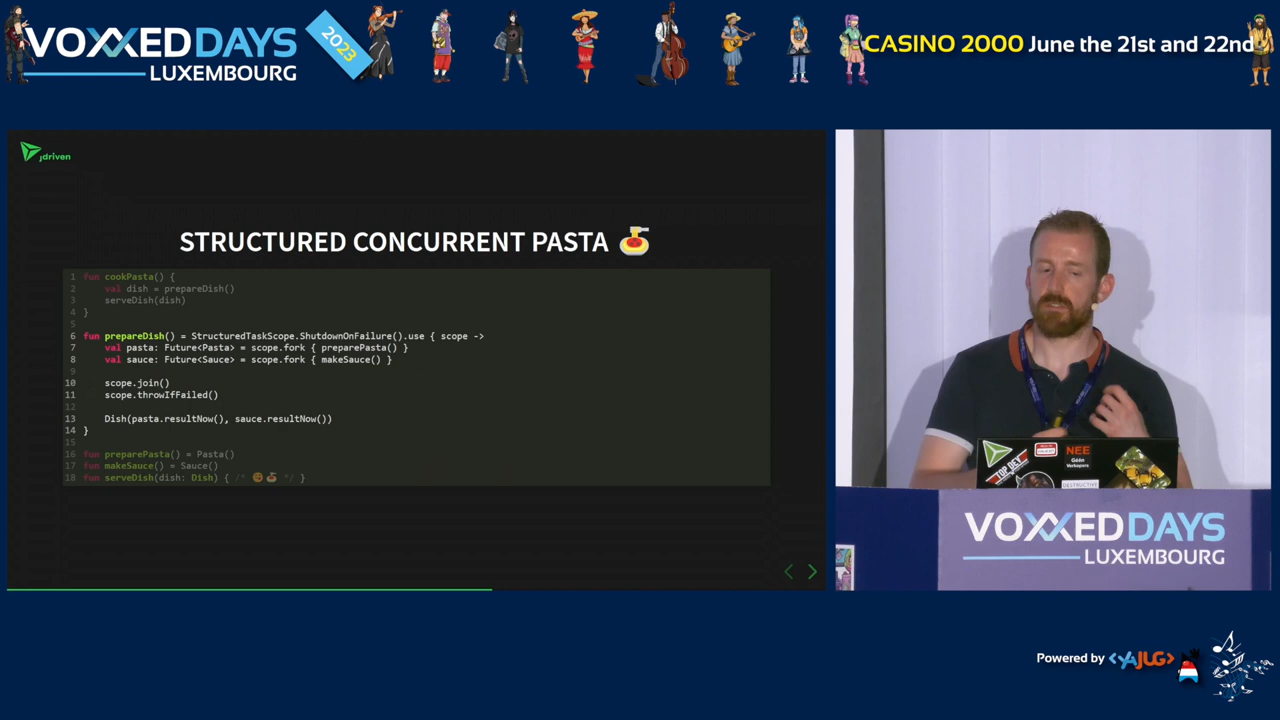 VOXXED DAYS
LUXEMBOURG
2023
CASINO 2000 June the 21st and 22nd
jdriven
STRUCTURED CONCURRENT PASTA 🍝
1 fun cookPasta() {
2 val dish = prepareDish()
3 serveDish(dish)
4 }
5
6 fun prepareDish() = StructuredTaskScope.ShutdownOnFailure().use { scope ->
7 val pasta: Future<Pasta> = scope.fork { preparePasta() }
8 val sauce: Future<Sauce> = scope.fork { makeSauce() }
9
10 scope.join()
11 scope.throwIfFailed()
12
13 Dish(pasta.resultNow(), sauce.resultNow())
14 }
15
16 fun preparePasta() = Pasta()
17 fun makeSauce() = Sauce()
18 fun serveDish(dish: Dish) { /* 😋🍝 */ }
TOP DEV
NEE
Géén
DESTRUCTIVE
VOXXED DAYS
LUXEMBOURG
Powered by <YAJUG>